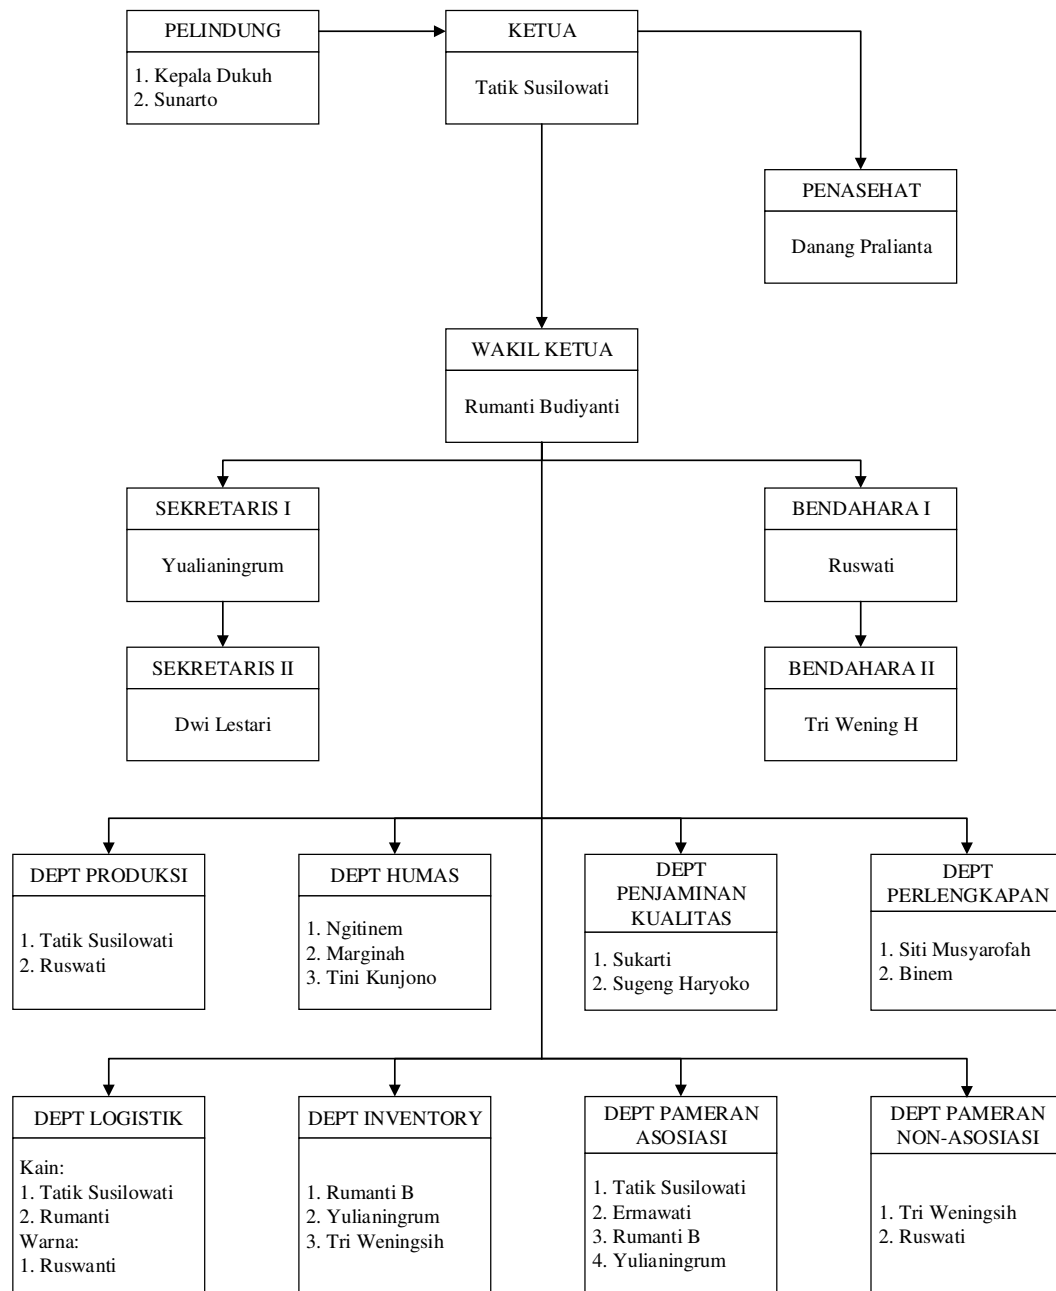 PELINDUNG
1. Kepala Dukuh
2. Sunarto
KETUA
Tatik Susilowati
PENASEHAT
Danang Pralianta
WAKIL KETUA
Rumanti Budiyanti
SEKRETARIS I
Yualianingrum
BENDAHARA I
Ruswati
SEKRETARIS II
Dwi Lestari
BENDAHARA II
Tri Wening H
DEPT PRODUKSI
1. Tatik Susilowati
2. Ruswati
DEPT HUMAS
1. Ngitinem
2. Marginah
3. Tini Kunjono
DEPT
PENJAMINAN
KUALITAS
1. Sukarti
2. Sugeng Haryoko
DEPT
PERLENGKAPAN
1. Siti Musyarofah
2. Binem
DEPT LOGISTIK
Kain:
1. Tatik Susilowati
2. Rumanti
Warna:
1. Ruswanti
DEPT INVENTORY
1. Rumanti B
2. Yulianingrum
3. Tri Weningsih
DEPT PAMERAN
ASOSIASI
1. Tatik Susilowati
2. Ermawati
3. Rumanti B
4. Yulianingrum
DEPT PAMERAN
NON-ASOSIASI
1. Tri Weningsih
2. Ruswati